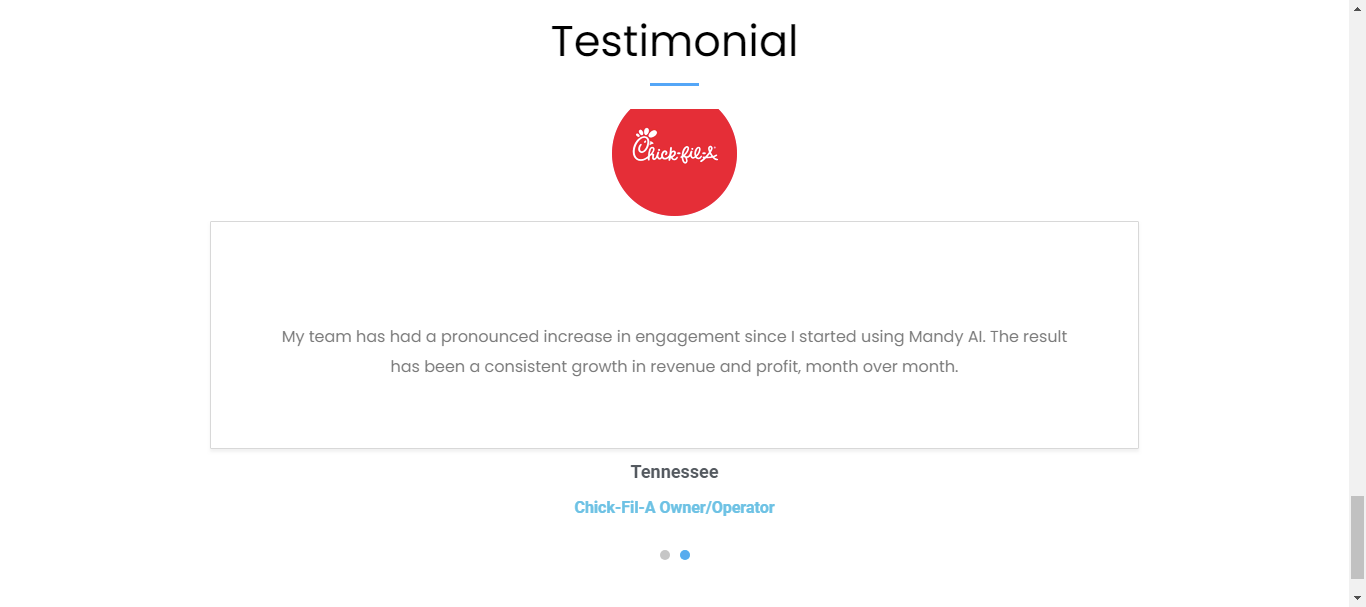 Testimonial
Chick-fil-A
My team has had a pronounced increase in engagement since I started using Mandy AI. The result
has been a consistent growth in revenue and profit, month over month.
Tennessee
Chick-Fil-A Owner/Operator